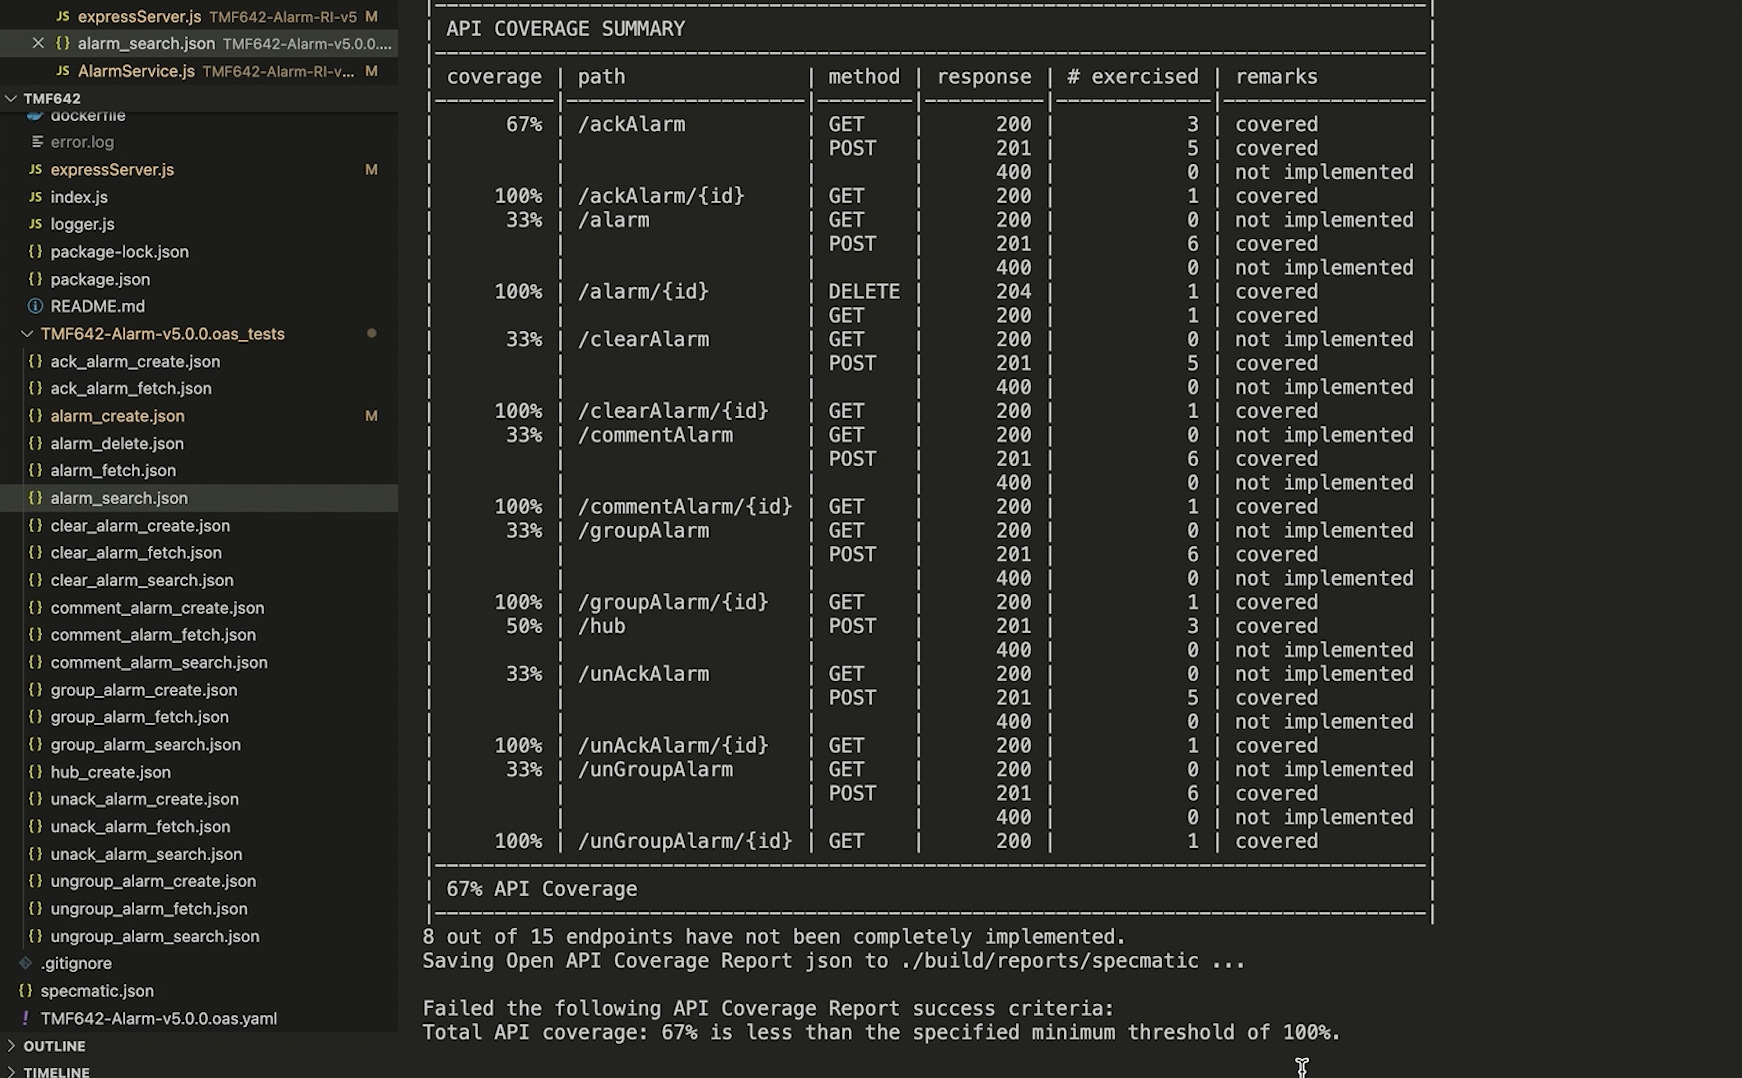 JS expressServer.js TMF642-Alarm-RI-v5 M
{} alarm_search.json TMF642-Alarm-v5.0.0....
JS AlarmService.js TMF642-Alarm-RI-v... M
TMF642
dockerfile
error.log
JS expressServer.js M
JS index.js
JS logger.js
{} package-lock.json
{} package.json
README.md
TMF642-Alarm-v5.0.0.oas_tests
{} ack_alarm_create.json
{} ack_alarm_fetch.json
{} alarm_create.json M
{} alarm_delete.json
{} alarm_fetch.json
{} alarm_search.json
{} clear_alarm_create.json
{} clear_alarm_fetch.json
{} clear_alarm_search.json
{} comment_alarm_create.json
{} comment_alarm_fetch.json
{} comment_alarm_search.json
{} group_alarm_create.json
{} group_alarm_fetch.json
{} group_alarm_search.json
{} hub_create.json
{} unack_alarm_create.json
{} unack_alarm_fetch.json
{} unack_alarm_search.json
{} ungroup_alarm_create.json
{} ungroup_alarm_fetch.json
{} ungroup_alarm_search.json
.gitignore
{} specmatic.json
! TMF642-Alarm-v5.0.0.oas.yaml
OUTLINE
TIMELINE
| API COVERAGE SUMMARY |
| coverage | path | method | response | # exercised | remarks |
| 67% | /ackAlarm | GET | 200 | 3 | covered |
| | | POST | 201 | 5 | covered |
| | | | 400 | 0 | not implemented |
| 100% | /ackAlarm/{id} | GET | 200 | 1 | covered |
| 33% | /alarm | GET | 200 | 0 | not implemented |
| | | POST | 201 | 6 | covered |
| | | | 400 | 0 | not implemented |
| 100% | /alarm/{id} | DELETE | 204 | 1 | covered |
| | | GET | 200 | 1 | covered |
| 33% | /clearAlarm | GET | 200 | 0 | not implemented |
| | | POST | 201 | 5 | covered |
| | | | 400 | 0 | not implemented |
| 100% | /clearAlarm/{id} | GET | 200 | 1 | covered |
| 33% | /commentAlarm | GET | 200 | 0 | not implemented |
| | | POST | 201 | 6 | covered |
| | | | 400 | 0 | not implemented |
| 100% | /commentAlarm/{id} | GET | 200 | 1 | covered |
| 33% | /groupAlarm | GET | 200 | 0 | not implemented |
| | | POST | 201 | 6 | covered |
| | | | 400 | 0 | not implemented |
| 100% | /groupAlarm/{id} | GET | 200 | 1 | covered |
| 50% | /hub | POST | 201 | 3 | covered |
| | | | 400 | 0 | not implemented |
| 33% | /unAckAlarm | GET | 200 | 0 | not implemented |
| | | POST | 201 | 5 | covered |
| | | | 400 | 0 | not implemented |
| 100% | /unAckAlarm/{id} | GET | 200 | 1 | covered |
| 33% | /unGroupAlarm | GET | 200 | 0 | not implemented |
| | | POST | 201 | 6 | covered |
| | | | 400 | 0 | not implemented |
| 100% | /unGroupAlarm/{id} | GET | 200 | 1 | covered |
| 67% API Coverage |
8 out of 15 endpoints have not been completely implemented.
Saving Open API Coverage Report json to ./build/reports/specmatic ...
Failed the following API Coverage Report success criteria:
Total API coverage: 67% is less than the specified minimum threshold of 100%.